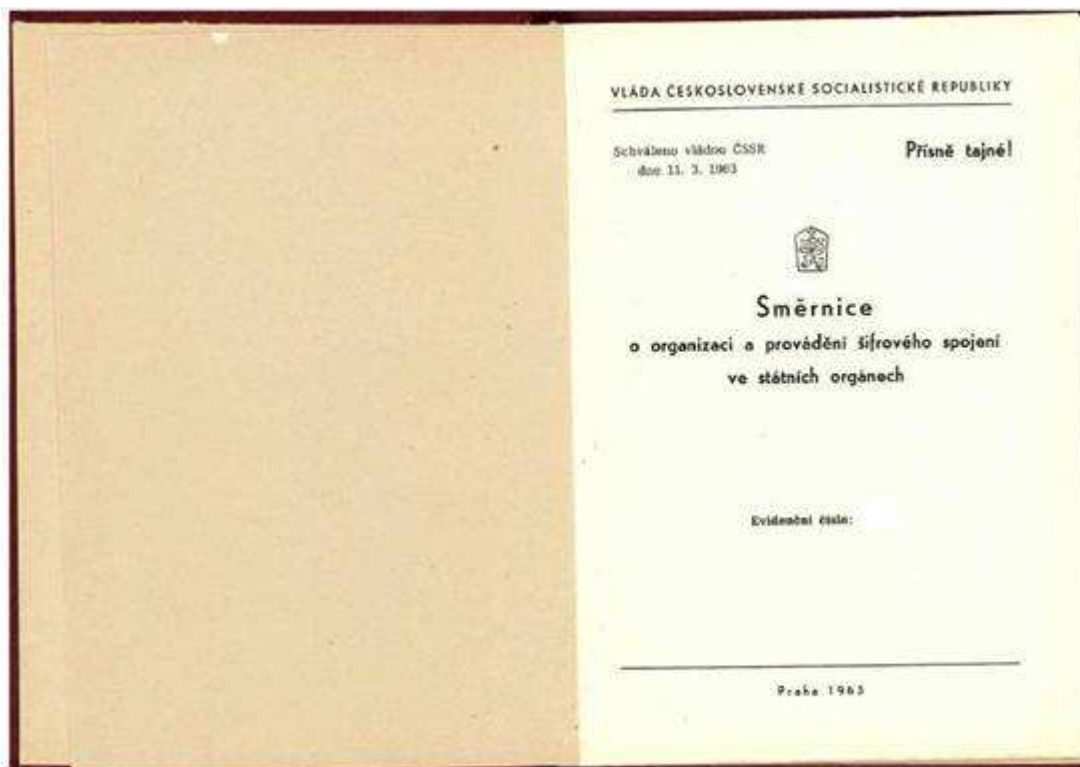 VLÁDA ČESKOSLOVENSKÉ SOCIALISTICKÉ REPUBLIKY
Schváleno vládou ČSSR
dne 11. 3. 1963
Přísně tajné!
Směrnice
o organizaci a provádění šifrového spojení
ve státních orgánech
Evidenční číslo:
Praha 1963